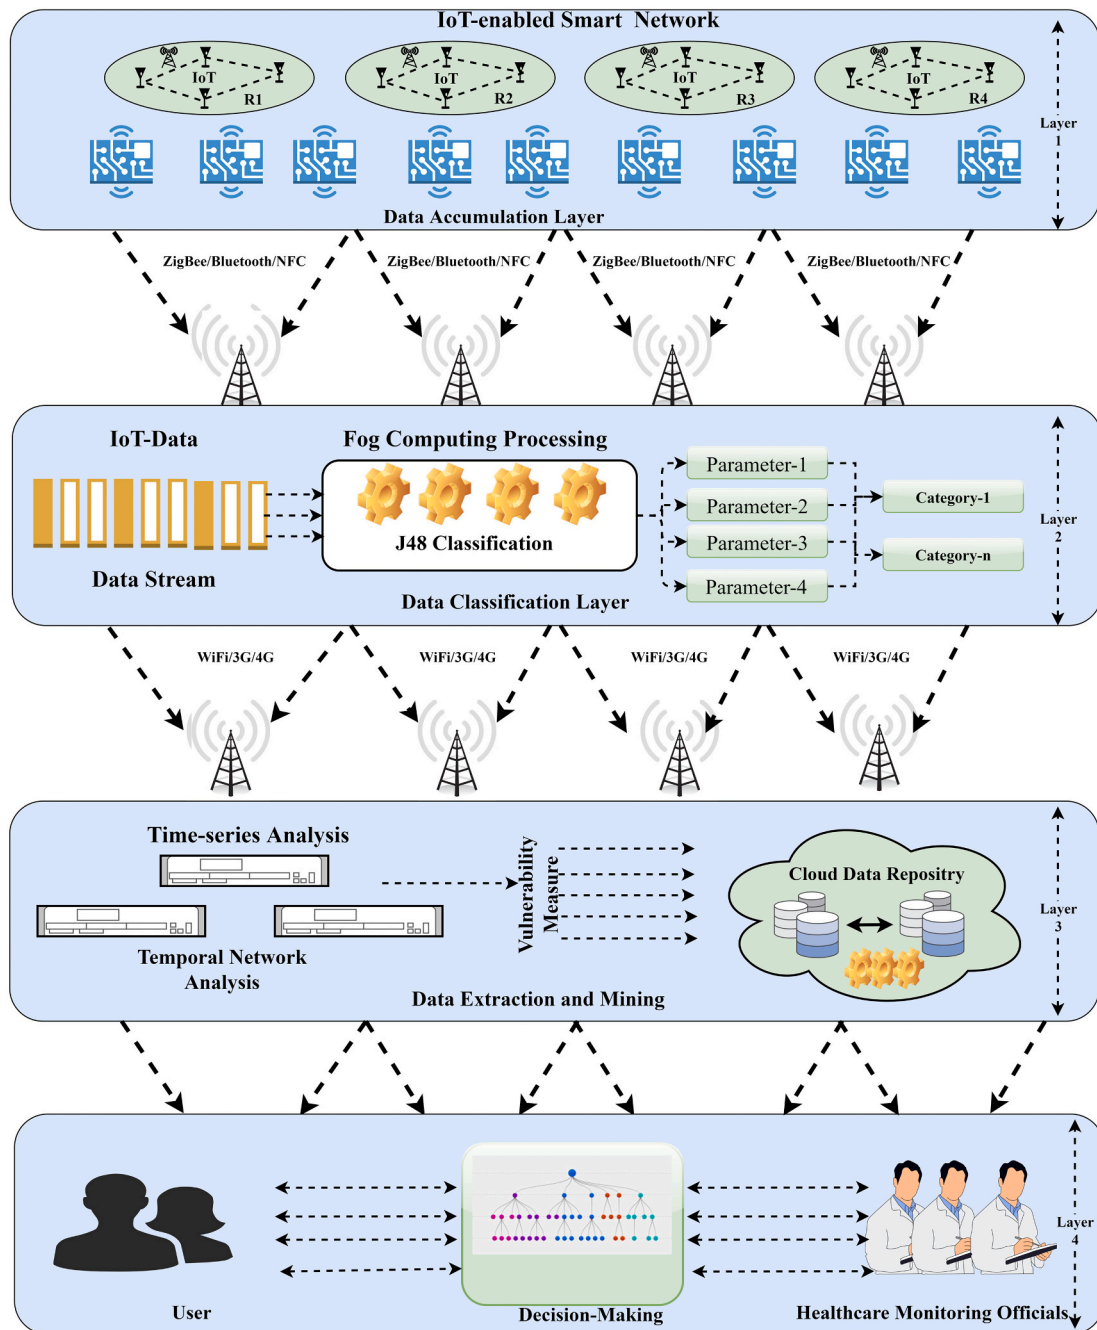 IoT-enabled Smart Network
IoT
R1
IoT
R2
IoT
R3
IoT
R4
Layer
1
Data Accumulation Layer
ZigBee/Bluetooth/NFC
ZigBee/Bluetooth/NFC
ZigBee/Bluetooth/NFC
ZigBee/Bluetooth/NFC
IoT-Data
Fog Computing Processing
J48 Classification
Data Stream
Parameter-1
Parameter-2
Parameter-3
Parameter-4
Category-1
Category-n
Layer
2
Data Classification Layer
WiFi/3G/4G
WiFi/3G/4G
WiFi/3G/4G
WiFi/3G/4G
Time-series Analysis
Temporal Network
Analysis
Vulnerability
Measure
Cloud Data Repositry
Layer
3
Data Extraction and Mining
Layer
4
User
Decision-Making
Healthcare Monitoring Officials